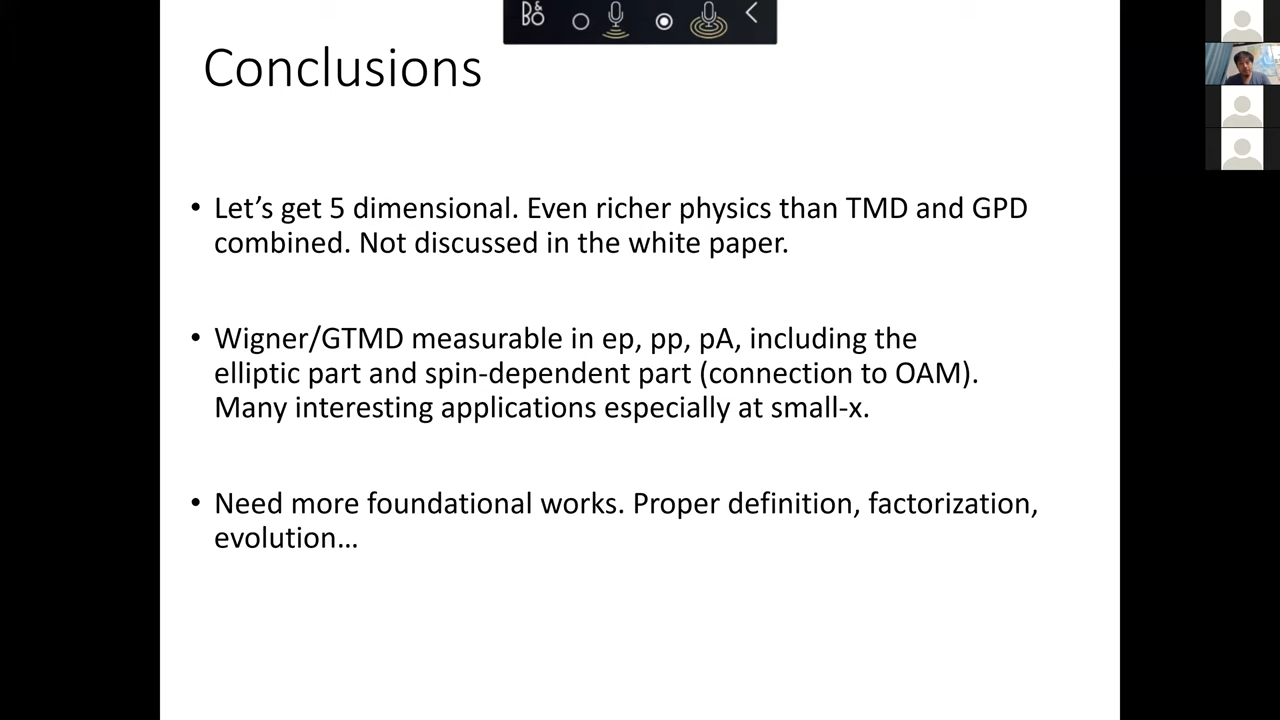 B&O
Conclusions
• Let’s get 5 dimensional. Even richer physics than TMD and GPD
combined. Not discussed in the white paper.
• Wigner/GTMD measurable in ep, pp, pA, including the
elliptic part and spin-dependent part (connection to OAM).
Many interesting applications especially at small-x.
• Need more foundational works. Proper definition, factorization,
evolution…